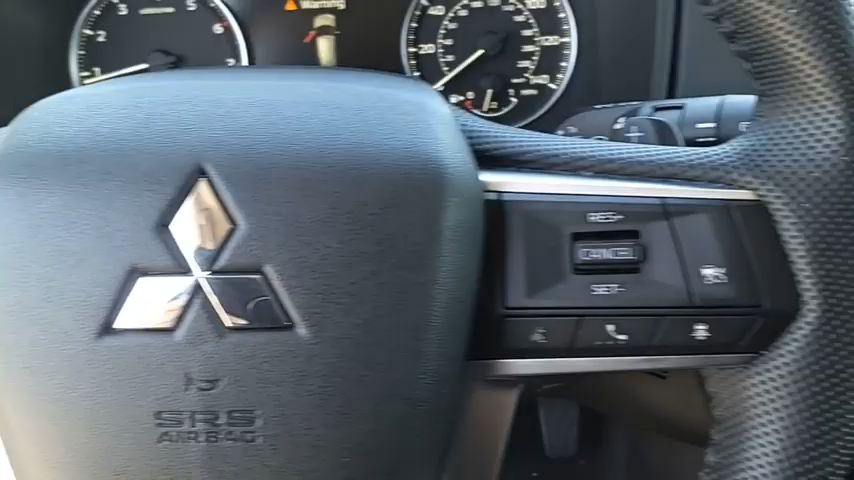 Warning
RES+
CANCEL
SET-
SRS
AIRBAG